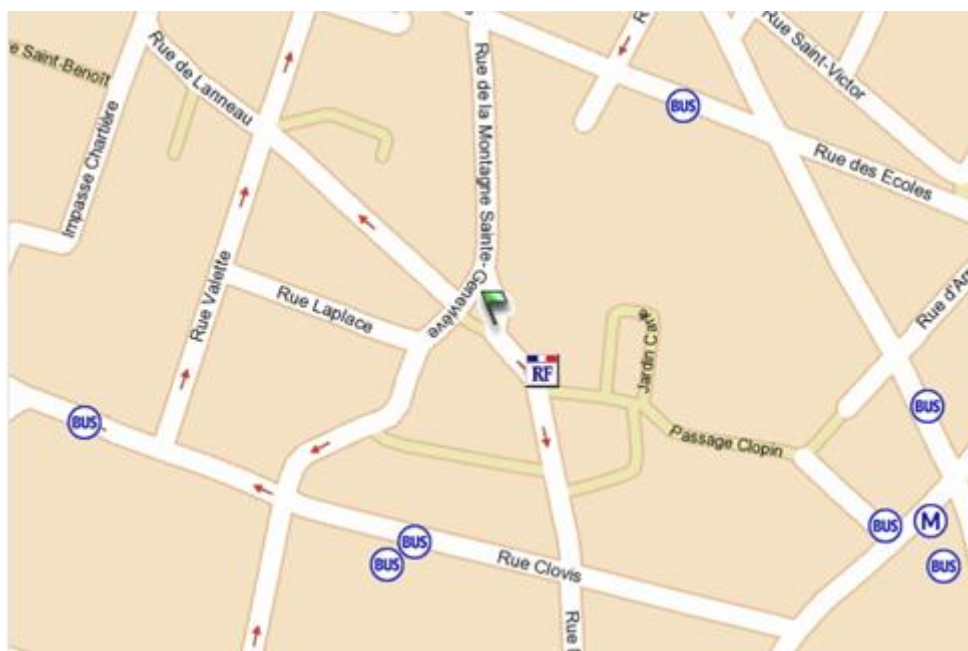 Rue Saint-Victor
e Saint-Benoît
Rue de Lanneau
Rue de la Montagne Sainte-Geneviève
R
BUS
Rue des Ecoles
Impasse Chartière
Rue Valette
Rue Laplace
Rue d'Ar
RF
Jardin Carré
BUS
BUS
Passage Clopin
BUS
M
BUS
BUS
BUS
Rue Clovis
Rue